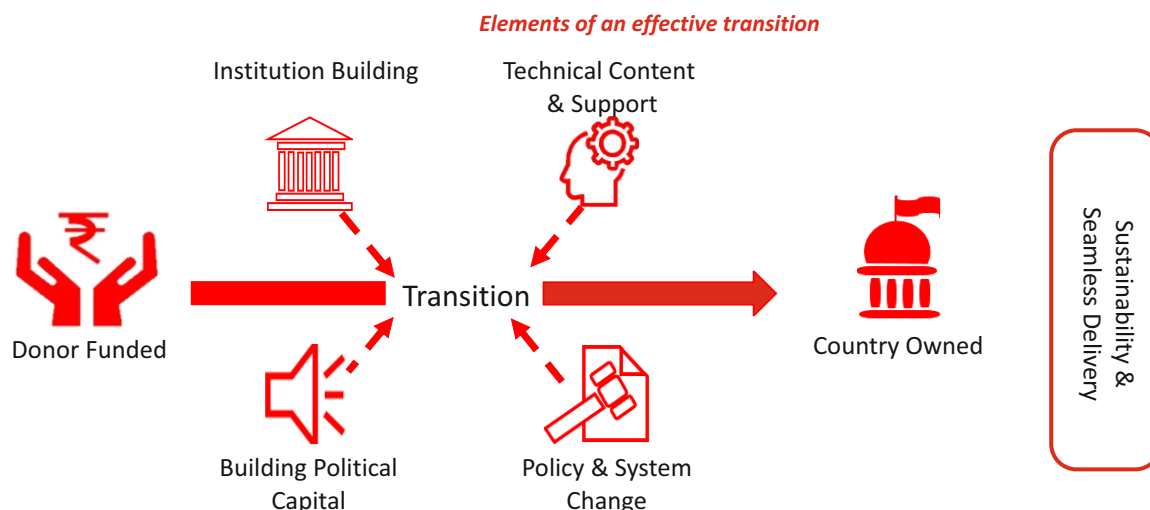 Elements of an effective transition
Institution Building
Technical Content
& Support
₹
Donor Funded
Transition
Country Owned
Building Political
Capital
Policy & System
Change
Sustainability &
Seamless Delivery